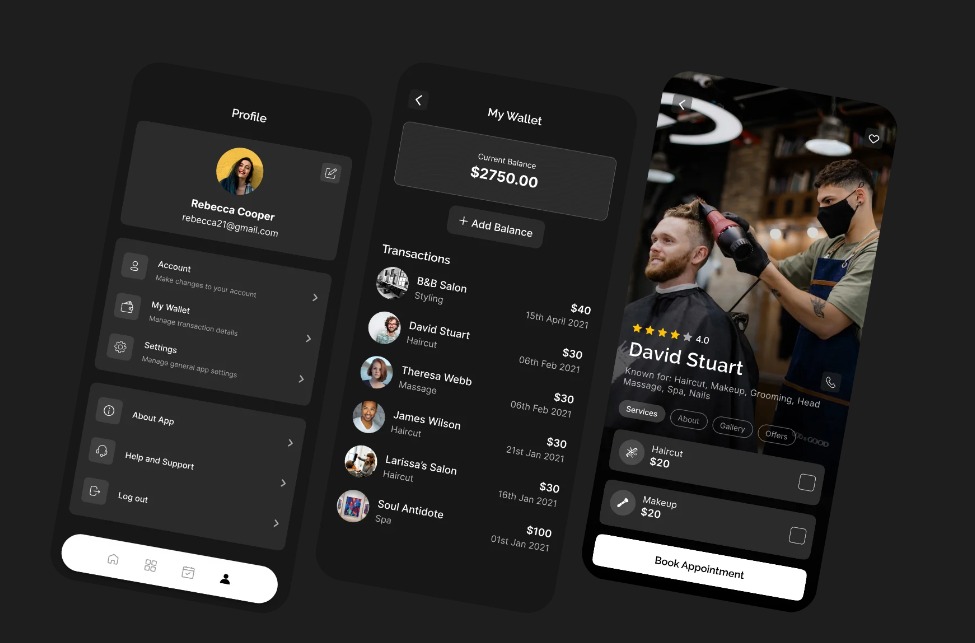 Profile
Rebecca Cooper
rebecca21@gmail.com
Account
Make changes to your account
My Wallet
Manage transaction details
Settings
Manage general app settings
About App
Help and Support
Log out
My Wallet
Current Balance
$2750.00
+ Add Balance
Transactions
B&B Salon
Styling
$40
15th April 2021
David Stuart
Haircut
$30
06th Feb 2021
Theresa Webb
Massage
$30
06th Feb 2021
James Wilson
Haircut
$30
21st Jan 2021
Larissa's Salon
Haircut
$30
16th Jan 2021
Soul Antidote
Spa
$100
01st Jan 2021
4.0
David Stuart
Known for: Haircut, Makeup, Grooming, Head
Massage, Spa, Nails
Services
About
Gallery
Offers
Haircut
$20
Makeup
$20
Book Appointment